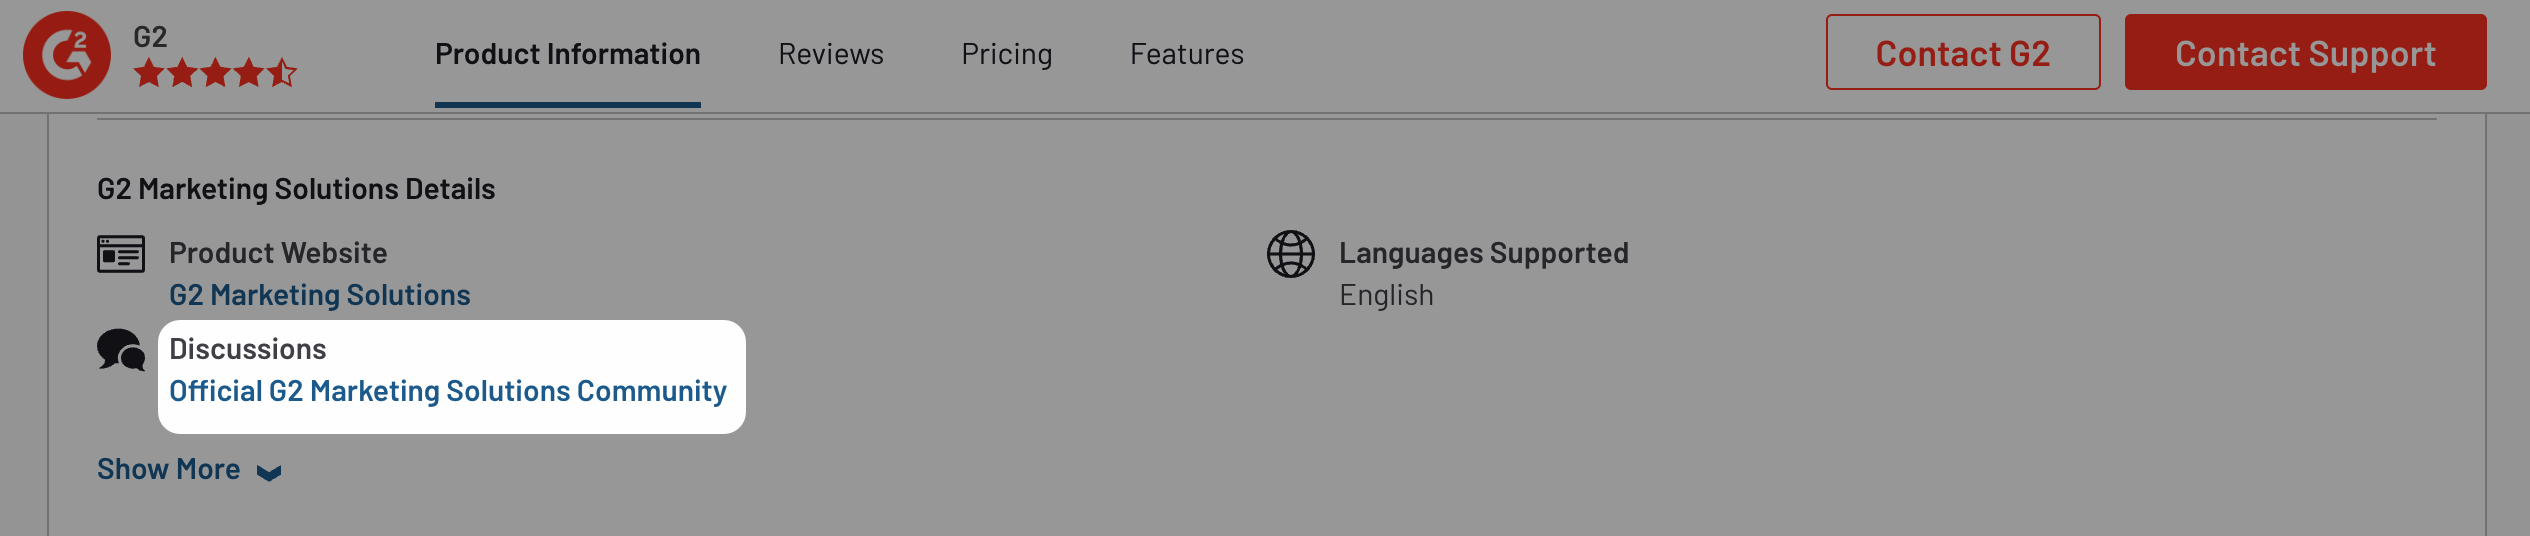 G2
G2
Product Information
Reviews
Pricing
Features
Contact G2
Contact Support
G2 Marketing Solutions Details
Product Website
G2 Marketing Solutions
Languages Supported
English
Discussions
Official G2 Marketing Solutions Community
Show More